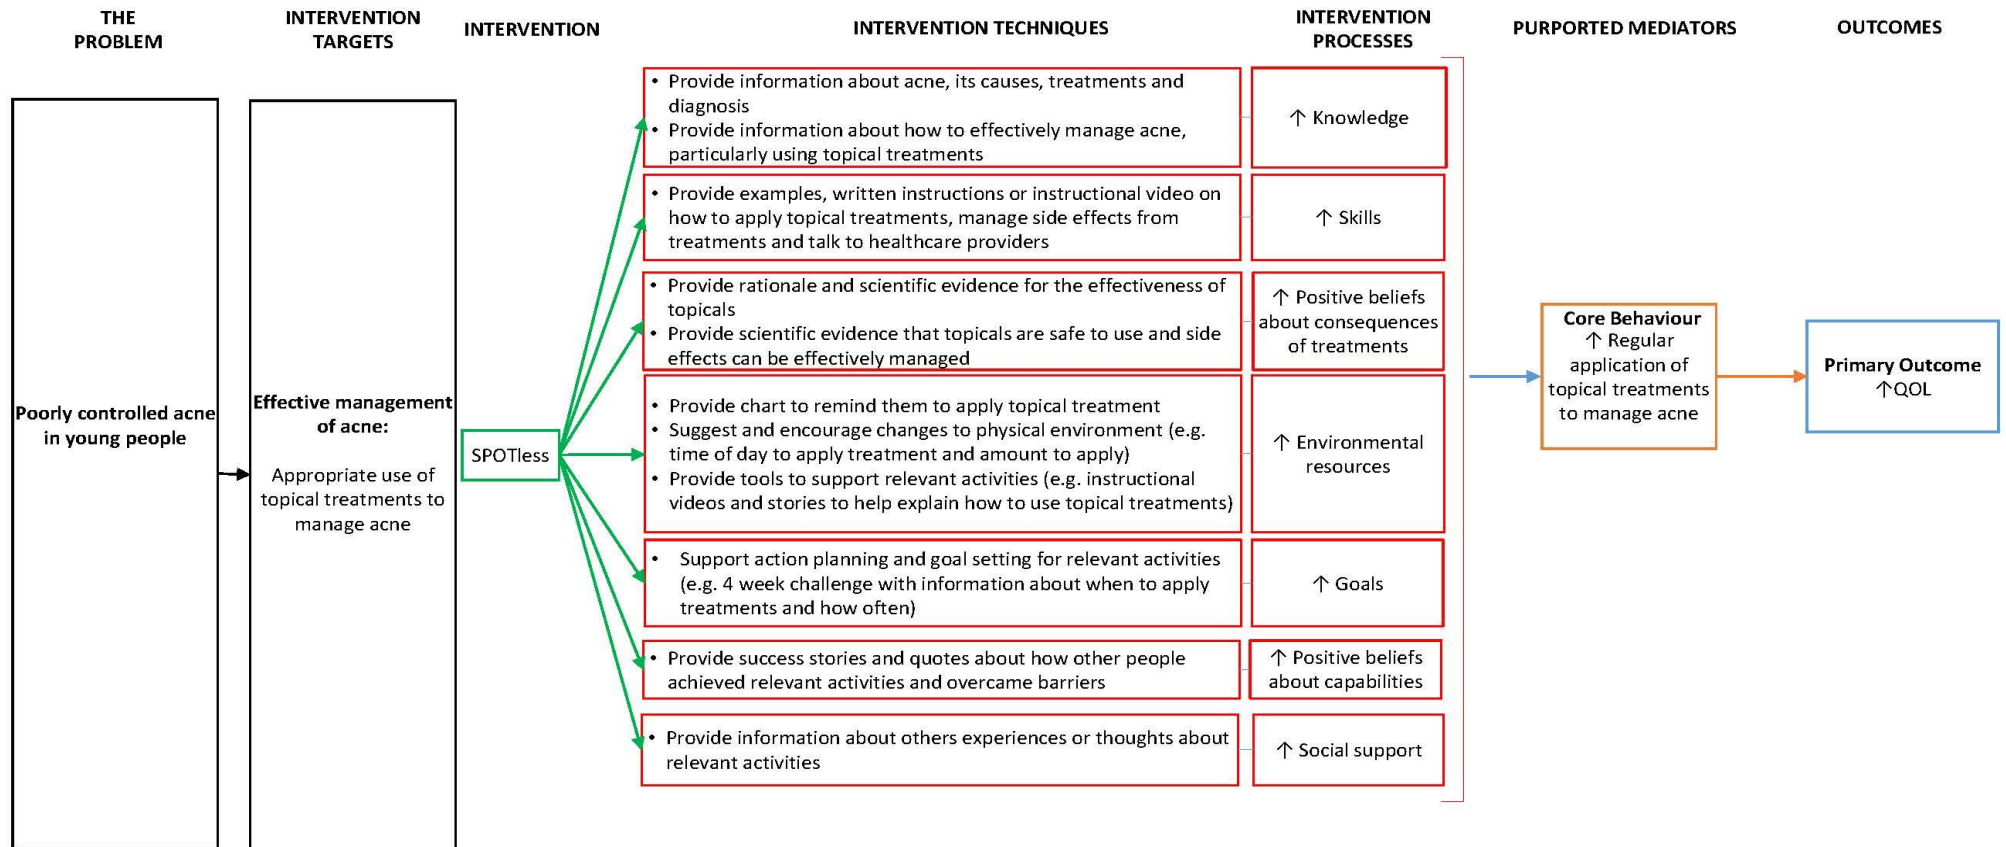 THE
PROBLEM
INTERVENTION
TARGETS
INTERVENTION
INTERVENTION TECHNIQUES
INTERVENTION
PROCESSES
PURPORTED MEDIATORS
OUTCOMES
Poorly controlled acne
in young people
Effective management
of acne:
Appropriate use of
topical treatments to
manage acne
SPOTless
• Provide information about acne, its causes, treatments and
diagnosis
• Provide information about how to effectively manage acne,
particularly using topical treatments
↑ Knowledge
• Provide examples, written instructions or instructional video on
how to apply topical treatments, manage side effects from
treatments and talk to healthcare providers
↑ Skills
• Provide rationale and scientific evidence for the effectiveness of
topicals
• Provide scientific evidence that topicals are safe to use and side
effects can be effectively managed
↑ Positive beliefs
about consequences
of treatments
• Provide chart to remind them to apply topical treatment
• Suggest and encourage changes to physical environment (e.g.
time of day to apply treatment and amount to apply)
• Provide tools to support relevant activities (e.g. instructional
videos and stories to help explain how to use topical treatments)
↑ Environmental
resources
• Support action planning and goal setting for relevant activities
(e.g. 4 week challenge with information about when to apply
treatments and how often)
↑ Goals
• Provide success stories and quotes about how other people
achieved relevant activities and overcame barriers
↑ Positive beliefs
about capabilities
• Provide information about others experiences or thoughts about
relevant activities
↑ Social support
Core Behaviour
↑ Regular
application of
topical treatments
to manage acne
Primary Outcome
↑QOL